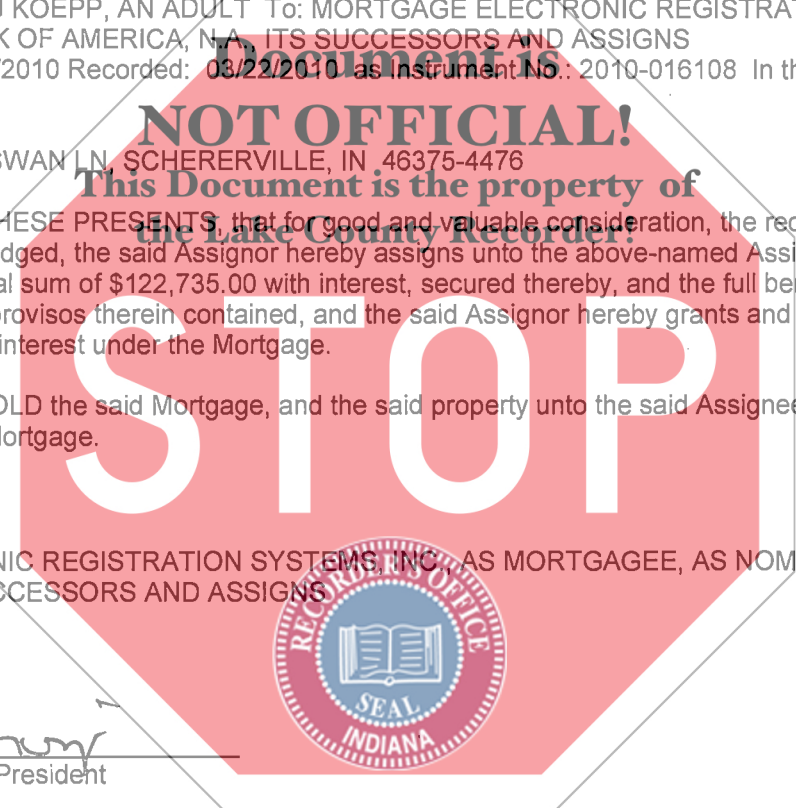 KOEPP, AN ADULT To: MORTGAGE ELECTRONIC REGISTRAT
K OF AMERICA, N.A. ITS SUCCESSORS AND ASSIGNS
Document is
/2010 Recorded: 03/22/2010 as Instrument No.: 2010-016108 In th
NOT OFFICIAL!
SWAN LN, SCHERERVILLE, IN 46375-4476
This Document is the property of
HESE PRESENTS, that for good and valuable consideration, the rec
the Lake County Recorder!
dged, the said Assignor hereby assigns unto the above-named Assi
al sum of $122,735.00 with interest, secured thereby, and the full ber
rovisos therein contained, and the said Assignor hereby grants and
interest under the Mortgage.
OLD the said Mortgage, and the said property unto the said Assignee
Mortgage.
STOP
NIC REGISTRATION SYSTEMS, INC., AS MORTGAGEE, AS NOM
CCESSORS AND ASSIGNS
RECORDER'S OFFICE
SEAL
INDIANA
President